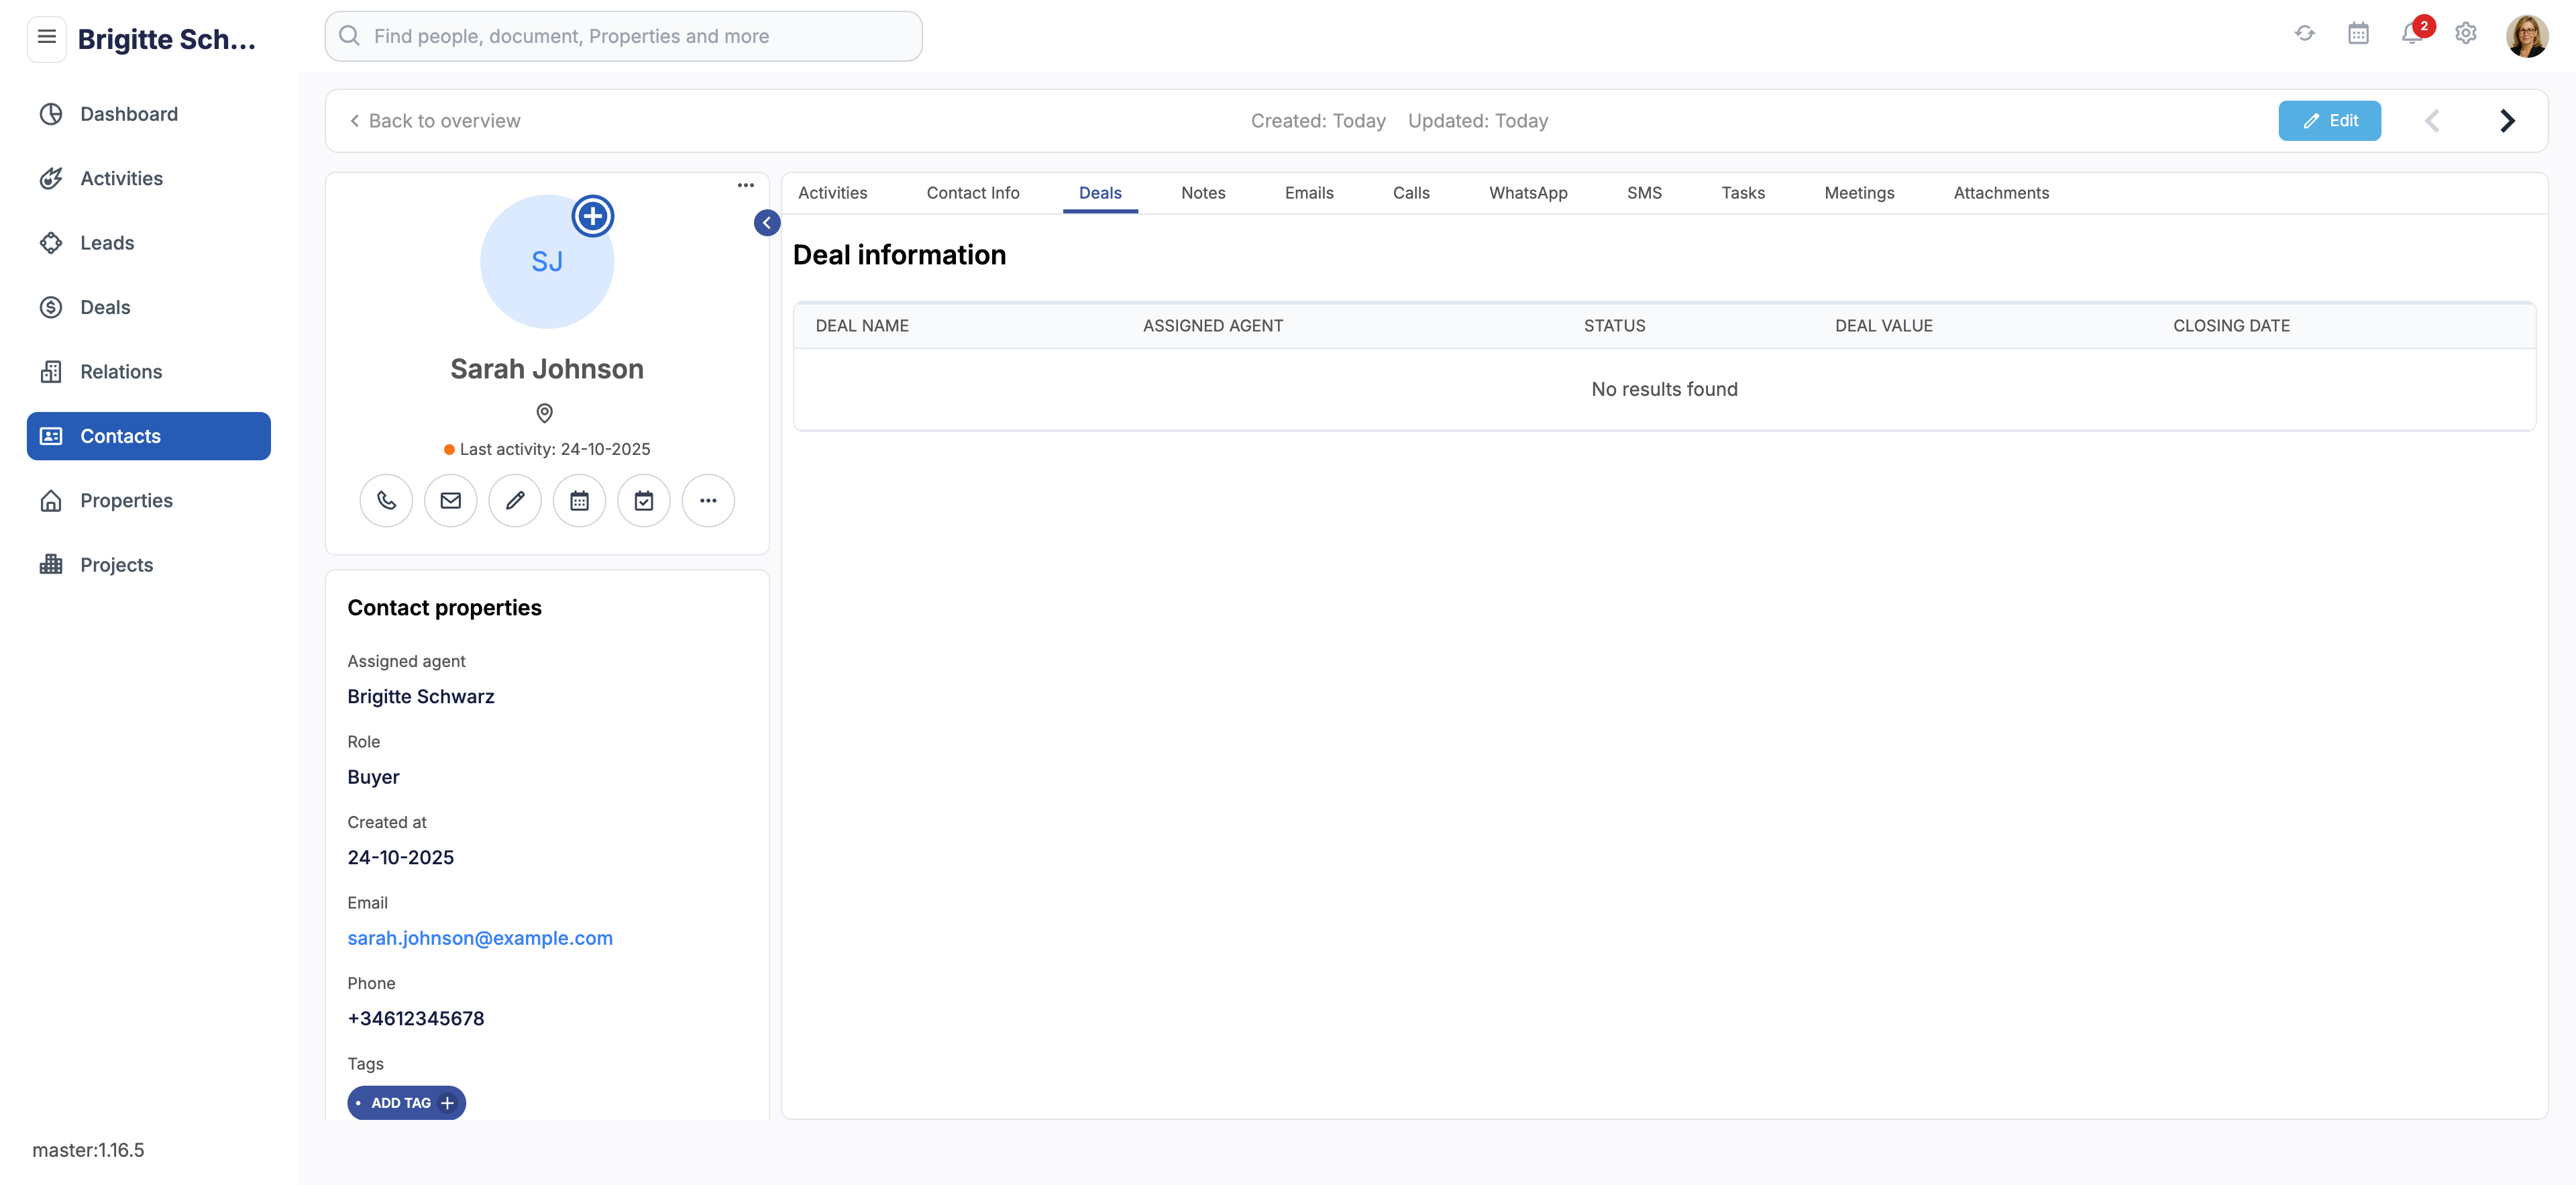 Brigitte Sch...
Find people, document, Properties and more
2
Dashboard
Activities
Leads
Deals
Relations
Contacts
Properties
Projects
master:1.16.5
Back to overview
Created: Today Updated: Today
Edit
SJ
Sarah Johnson
Last activity: 24-10-2025
Contact properties
Assigned agent
Brigitte Schwarz
Role
Buyer
Created at
24-10-2025
Email
sarah.johnson@example.com
Phone
+34612345678
Tags
• ADD TAG +
Activities Contact Info Deals Notes Emails Calls WhatsApp SMS Tasks Meetings Attachments
Deal information
DEAL NAME ASSIGNED AGENT STATUS DEAL VALUE CLOSING DATE
No results found